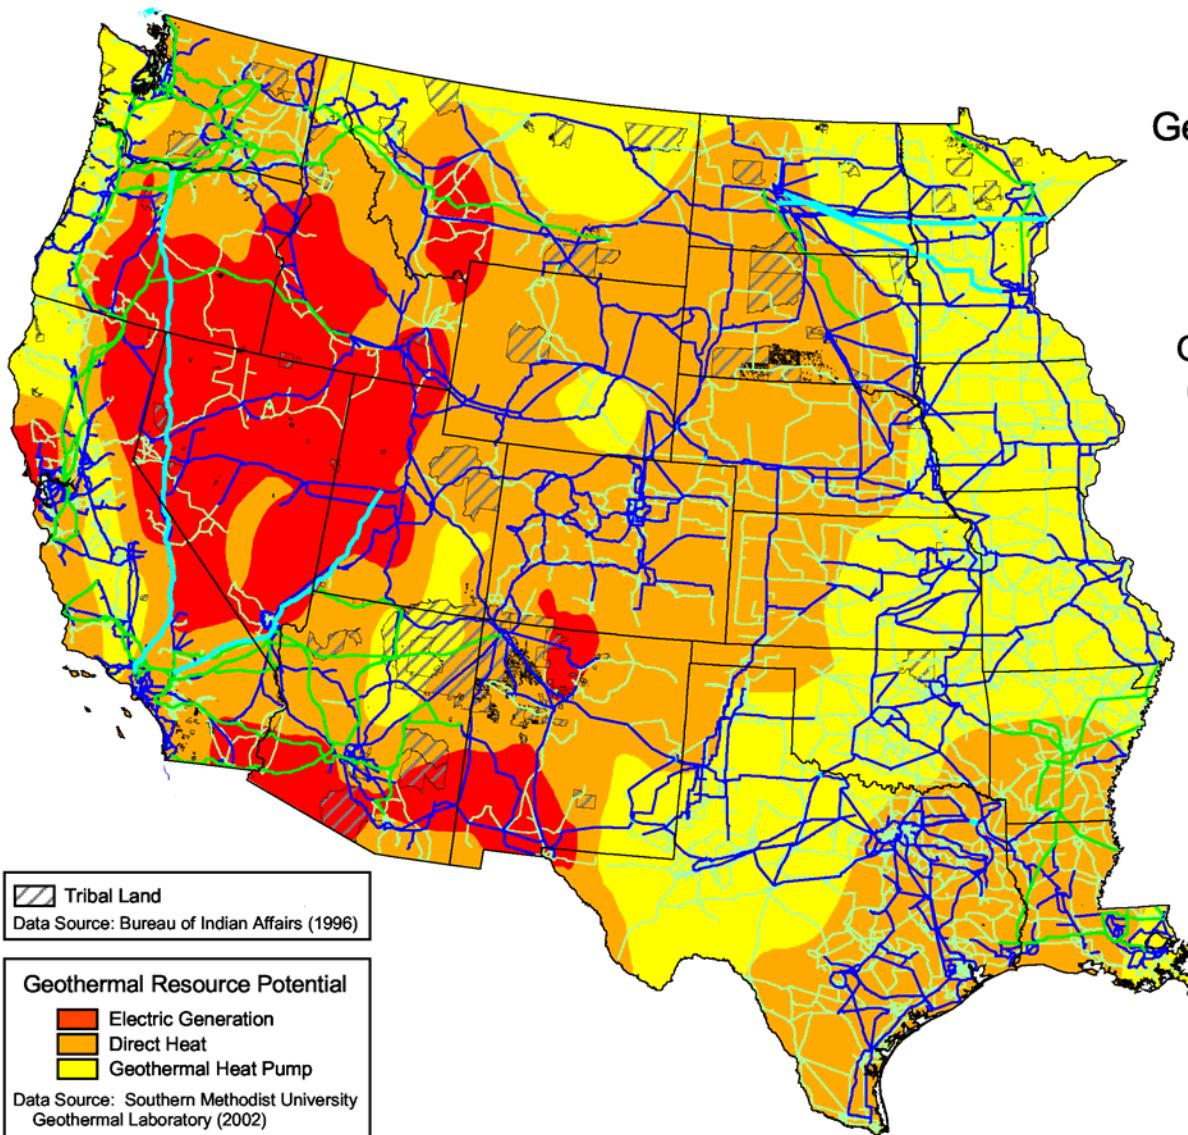 Ge
Tribal Land
Data Source: Bureau of Indian Affairs (1996)
Geothermal Resource Potential
Electric Generation
Direct Heat
Geothermal Heat Pump
Data Source: Southern Methodist University
Geothermal Laboratory (2002)